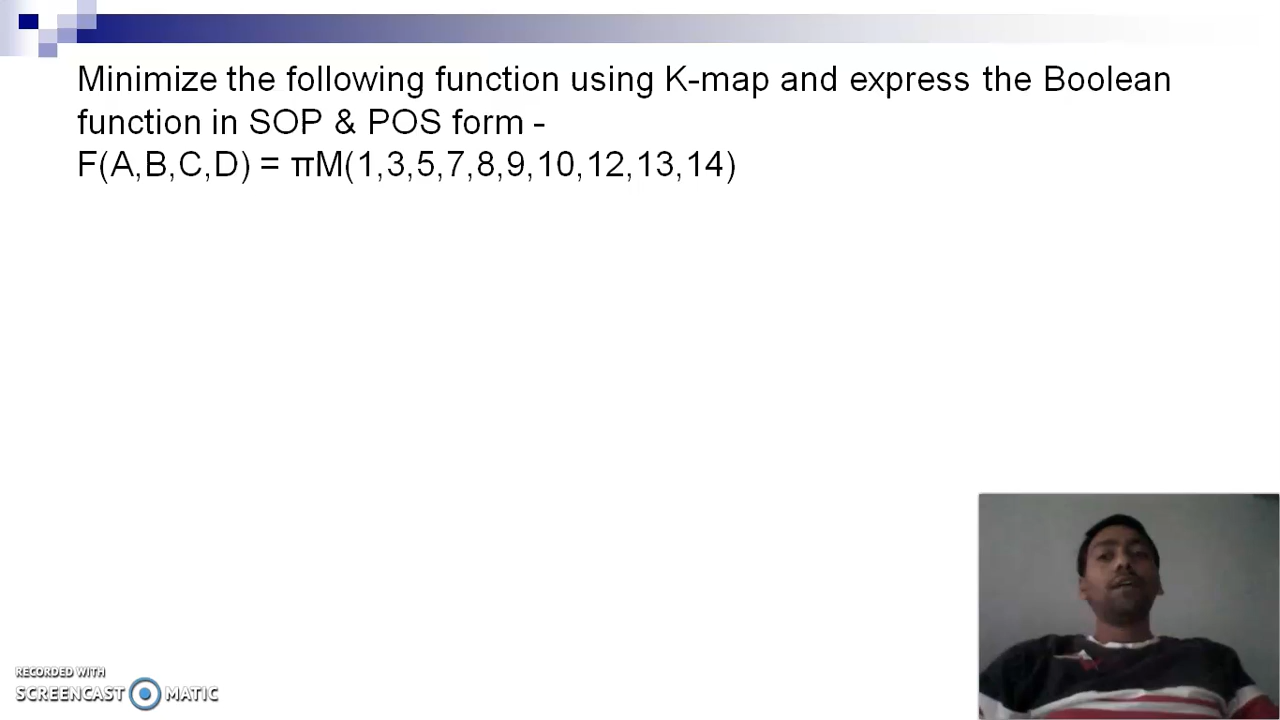 Minimize the following function using K-map and express the Boolean
function in SOP & POS form -
F(A,B,C,D) = πM(1,3,5,7,8,9,10,12,13,14)
RECORDED WITH
SCREENCAST MATIC